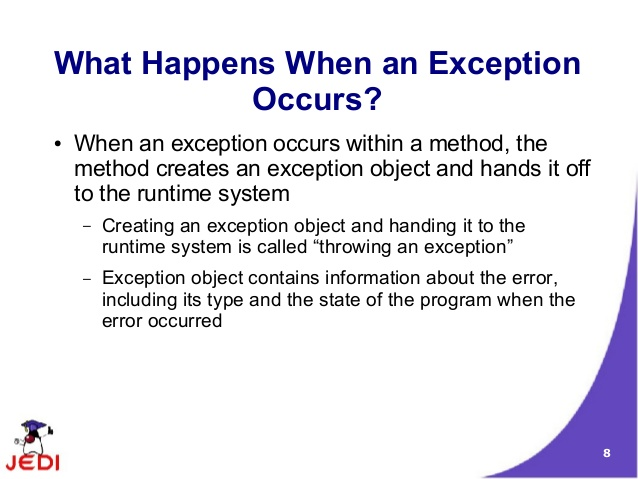 What Happens When an Exception
Occurs?
• When an exception occurs within a method, the
method creates an exception object and hands it off
to the runtime system
– Creating an exception object and handing it to the
runtime system is called “throwing an exception”
– Exception object contains information about the error,
including its type and the state of the program when the
error occurred
JEDI
8